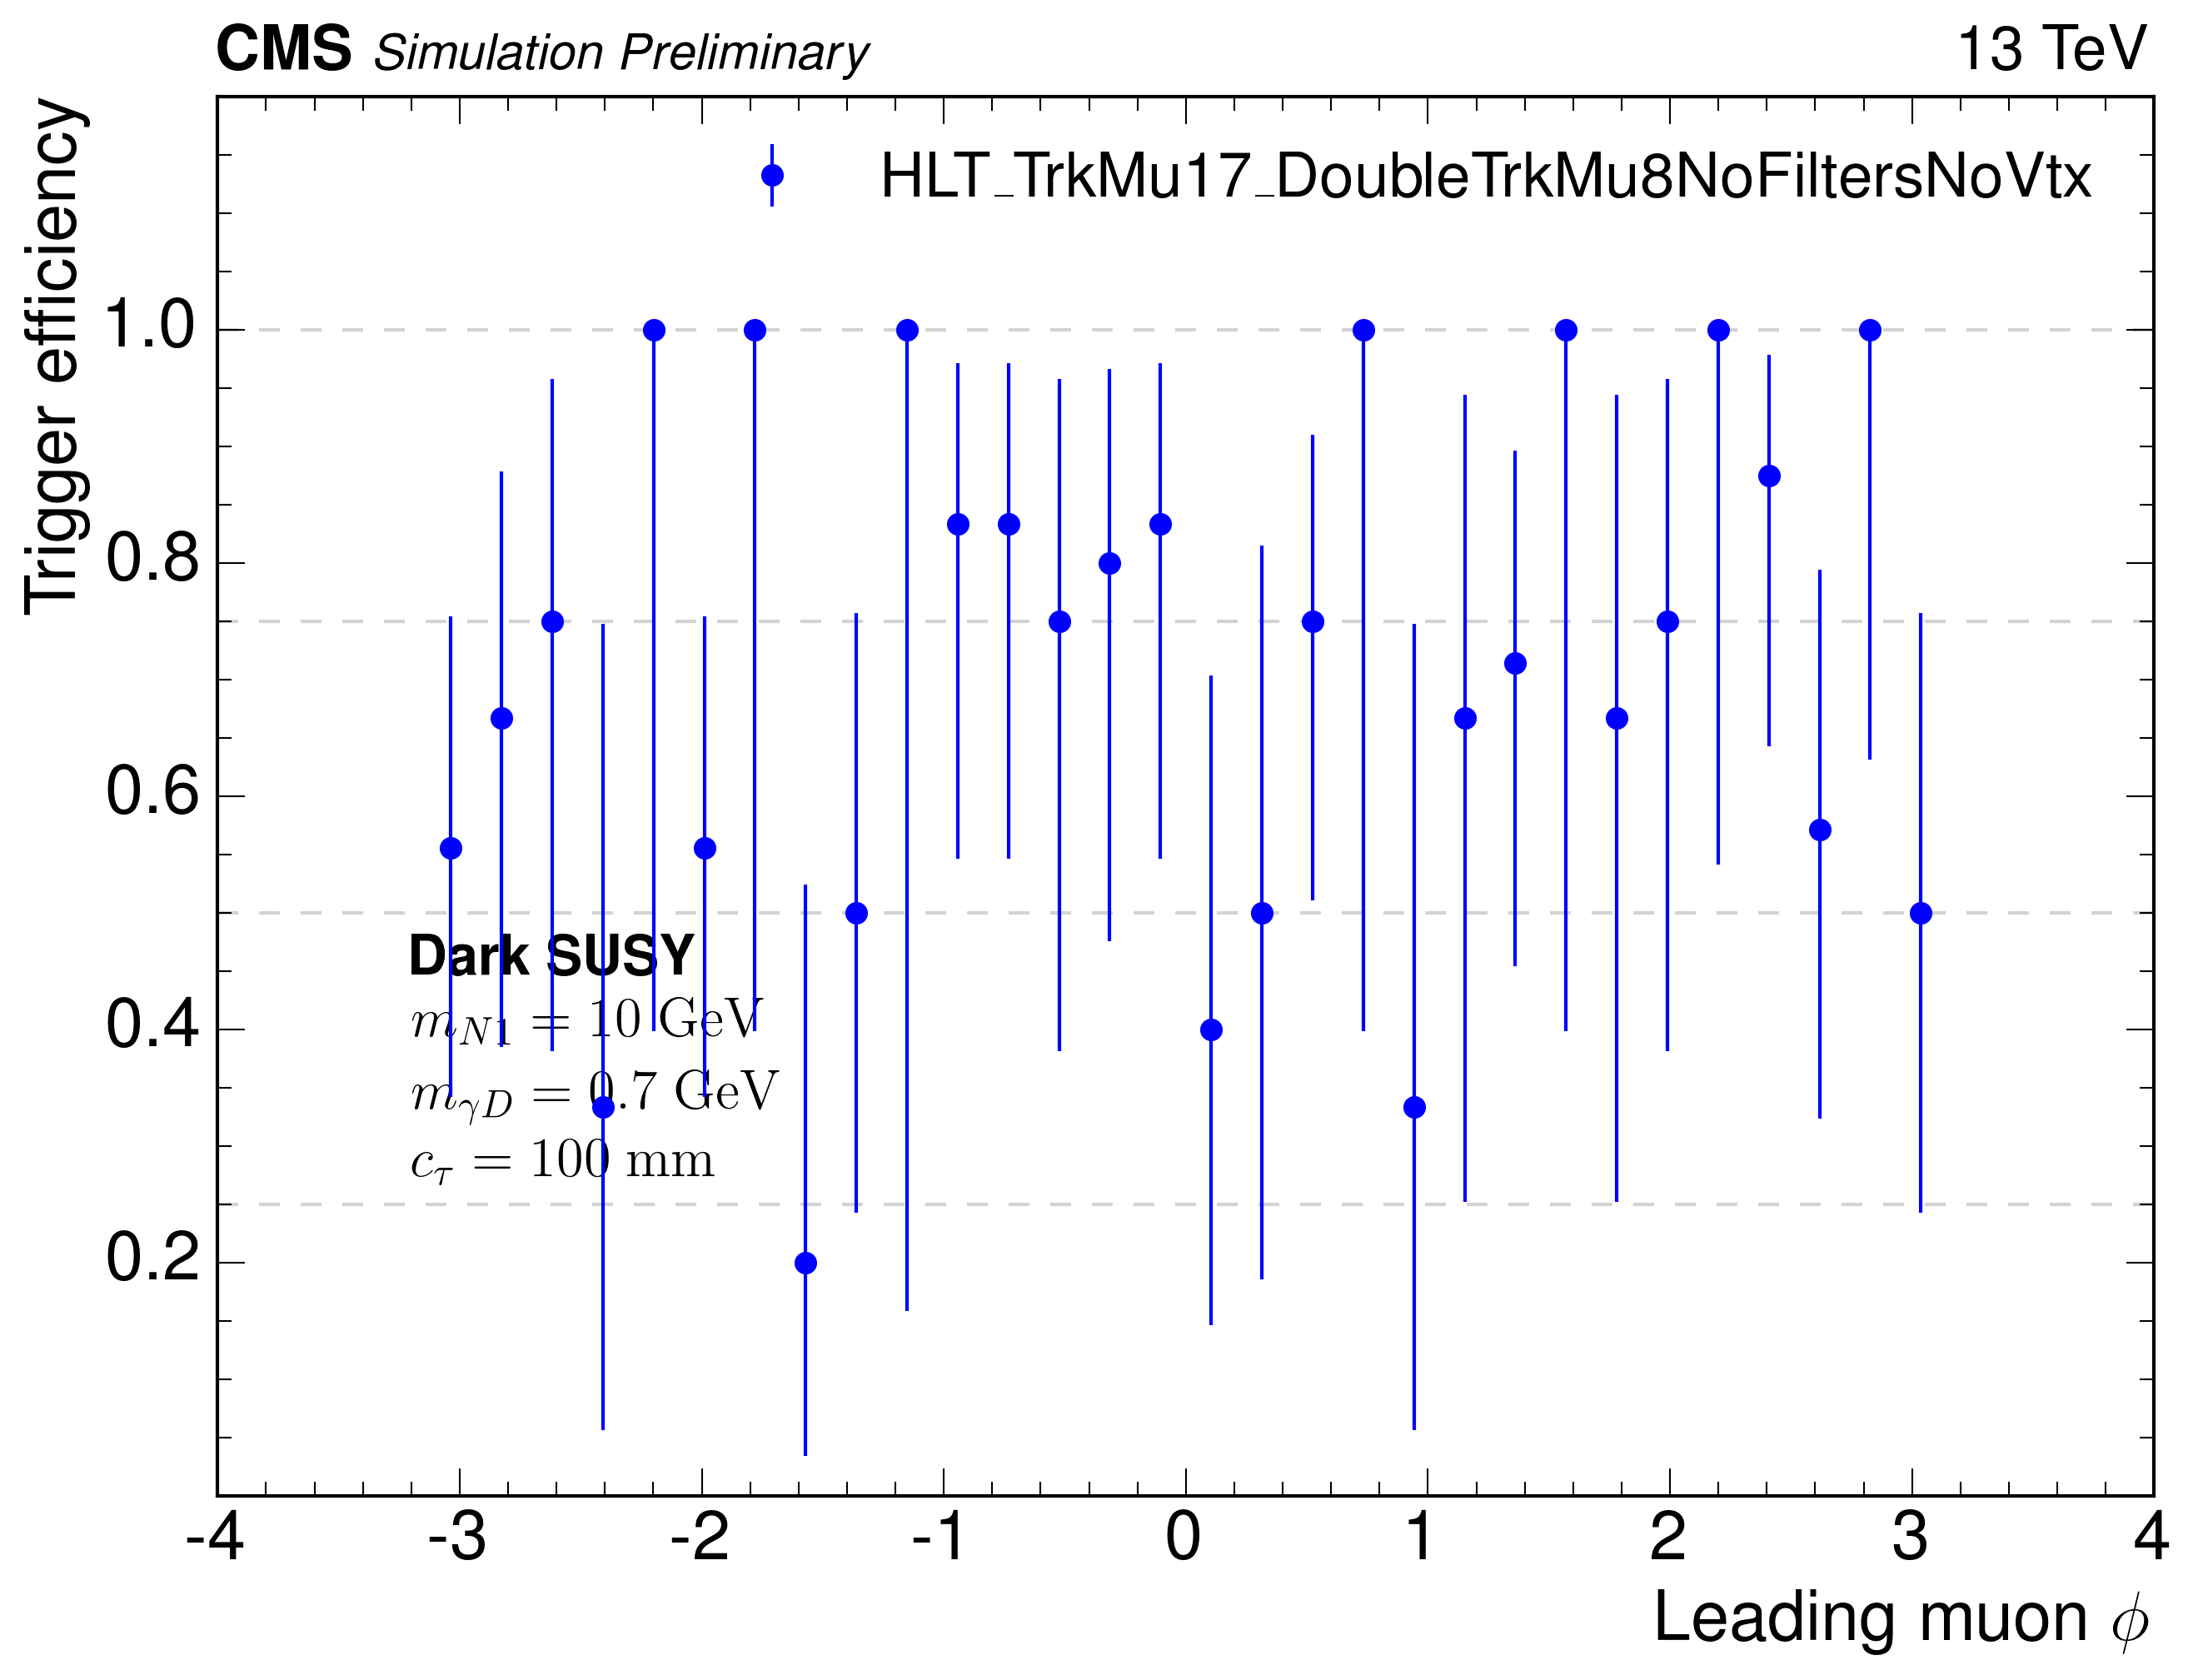 CMS Simulation Preliminary 13 TeV
Trigger efficiency
HLT_TrkMu17_DoubleTrkMu8NoFiltersNoVtx
1.0
0.8
0.6
0.4
0.2
Dark SUSY
m_{N1} = 10 GeV
m_{γD} = 0.7 GeV
c_τ = 100 mm
-4 -3 -2 -1 0 1 2 3 4
Leading muon ϕ